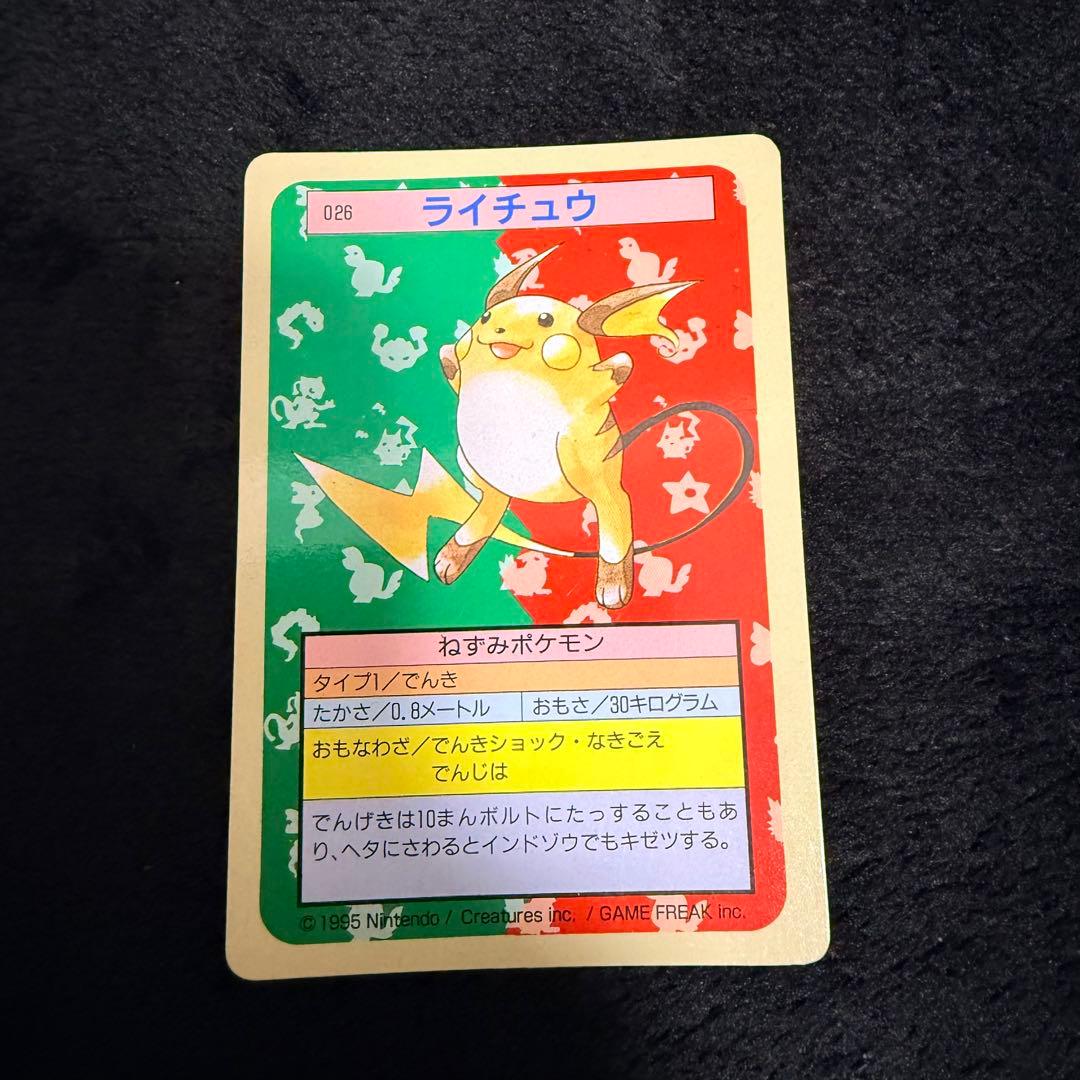 026 ライチュウ
ねずみポケモン
タイプ1／でんき
たかさ／0.8メートル おもさ／30キログラム
おもなわざ／でんきショック・なきごえ
でんじは
でんげきは10まんボルトにたっすることもあ
り、ヘタにさわるとインドゾウでもキゼツする。
©1995 Nintendo / Creatures inc. / GAME FREAK inc.